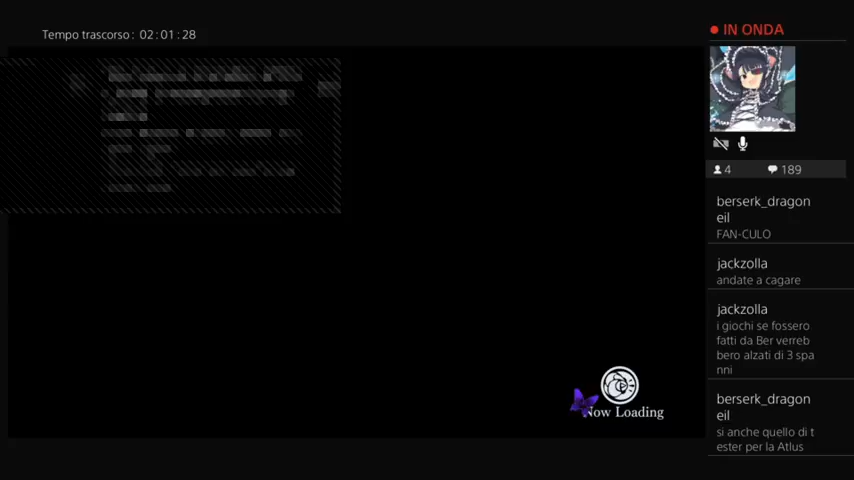 Tempo trascorso: 02:01:28
IN ONDA
4
189
berserk_dragon
eil
FAN-CULO
jackzolla
andate a cagare
jackzolla
i giochi se fossero
fatti da Ber verreb
bero alzati di 3 spa
nni
berserk_dragon
eil
si anche quello di t
ester per la Atlus
Now Loading